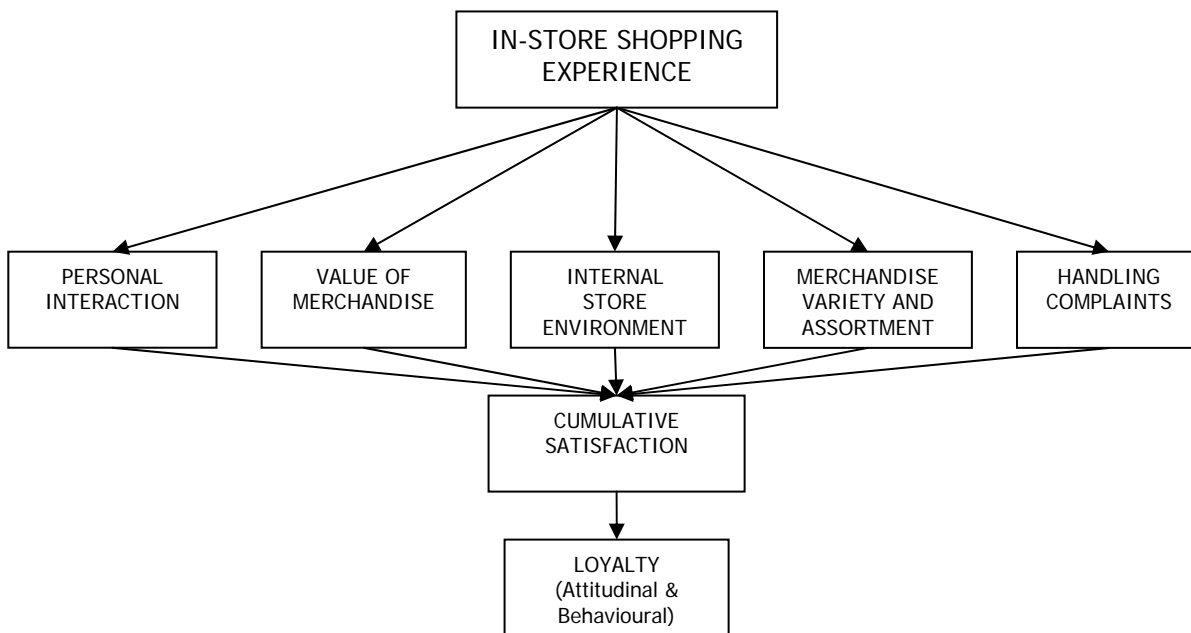 IN-STORE SHOPPING
EXPERIENCE
PERSONAL
INTERACTION
VALUE OF
MERCHANDISE
INTERNAL
STORE
ENVIRONMENT
MERCHANDISE
VARIETY AND
ASSORTMENT
HANDLING
COMPLAINTS
CUMULATIVE
SATISFACTION
LOYALTY
(Attitudinal &
Behavioural)